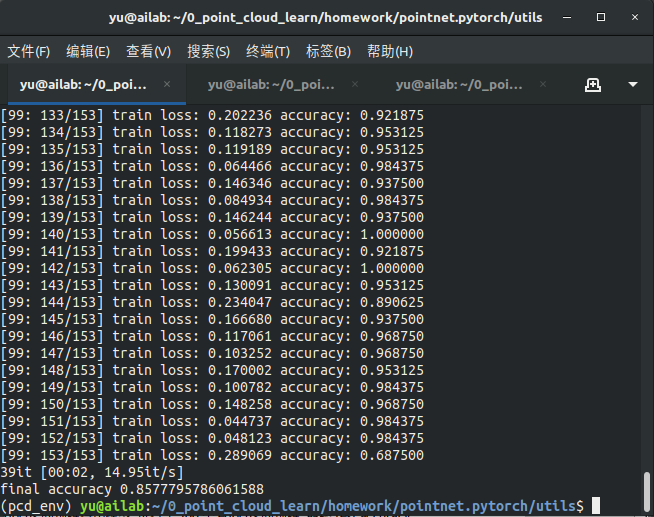 yu@ailab: ~/0_point_cloud_learn/homework/pointnet.pytorch/utils
文件(F) 编辑(E) 查看(V) 搜索(S) 终端(T) 标签(B) 帮助(H)
yu@ailab: ~/0_poi... × yu@ailab: ~/0_poi... × yu@ailab: ~/0_poi... ×
[99: 133/153] train loss: 0.202236 accuracy: 0.921875
[99: 134/153] train loss: 0.118273 accuracy: 0.953125
[99: 135/153] train loss: 0.119189 accuracy: 0.953125
[99: 136/153] train loss: 0.064466 accuracy: 0.984375
[99: 137/153] train loss: 0.146346 accuracy: 0.937500
[99: 138/153] train loss: 0.084934 accuracy: 0.984375
[99: 139/153] train loss: 0.146244 accuracy: 0.937500
[99: 140/153] train loss: 0.056613 accuracy: 1.000000
[99: 141/153] train loss: 0.199433 accuracy: 0.921875
[99: 142/153] train loss: 0.062305 accuracy: 1.000000
[99: 143/153] train loss: 0.130091 accuracy: 0.953125
[99: 144/153] train loss: 0.234047 accuracy: 0.890625
[99: 145/153] train loss: 0.166680 accuracy: 0.937500
[99: 146/153] train loss: 0.117061 accuracy: 0.968750
[99: 147/153] train loss: 0.103252 accuracy: 0.968750
[99: 148/153] train loss: 0.170002 accuracy: 0.953125
[99: 149/153] train loss: 0.100782 accuracy: 0.984375
[99: 150/153] train loss: 0.148258 accuracy: 0.968750
[99: 151/153] train loss: 0.044737 accuracy: 0.984375
[99: 152/153] train loss: 0.048123 accuracy: 0.984375
[99: 153/153] train loss: 0.289069 accuracy: 0.687500
39it [00:02, 14.95it/s]
final accuracy 0.8577795786061588
(pcd_env) yu@ailab:~/0_point_cloud_learn/homework/pointnet.pytorch/utils$